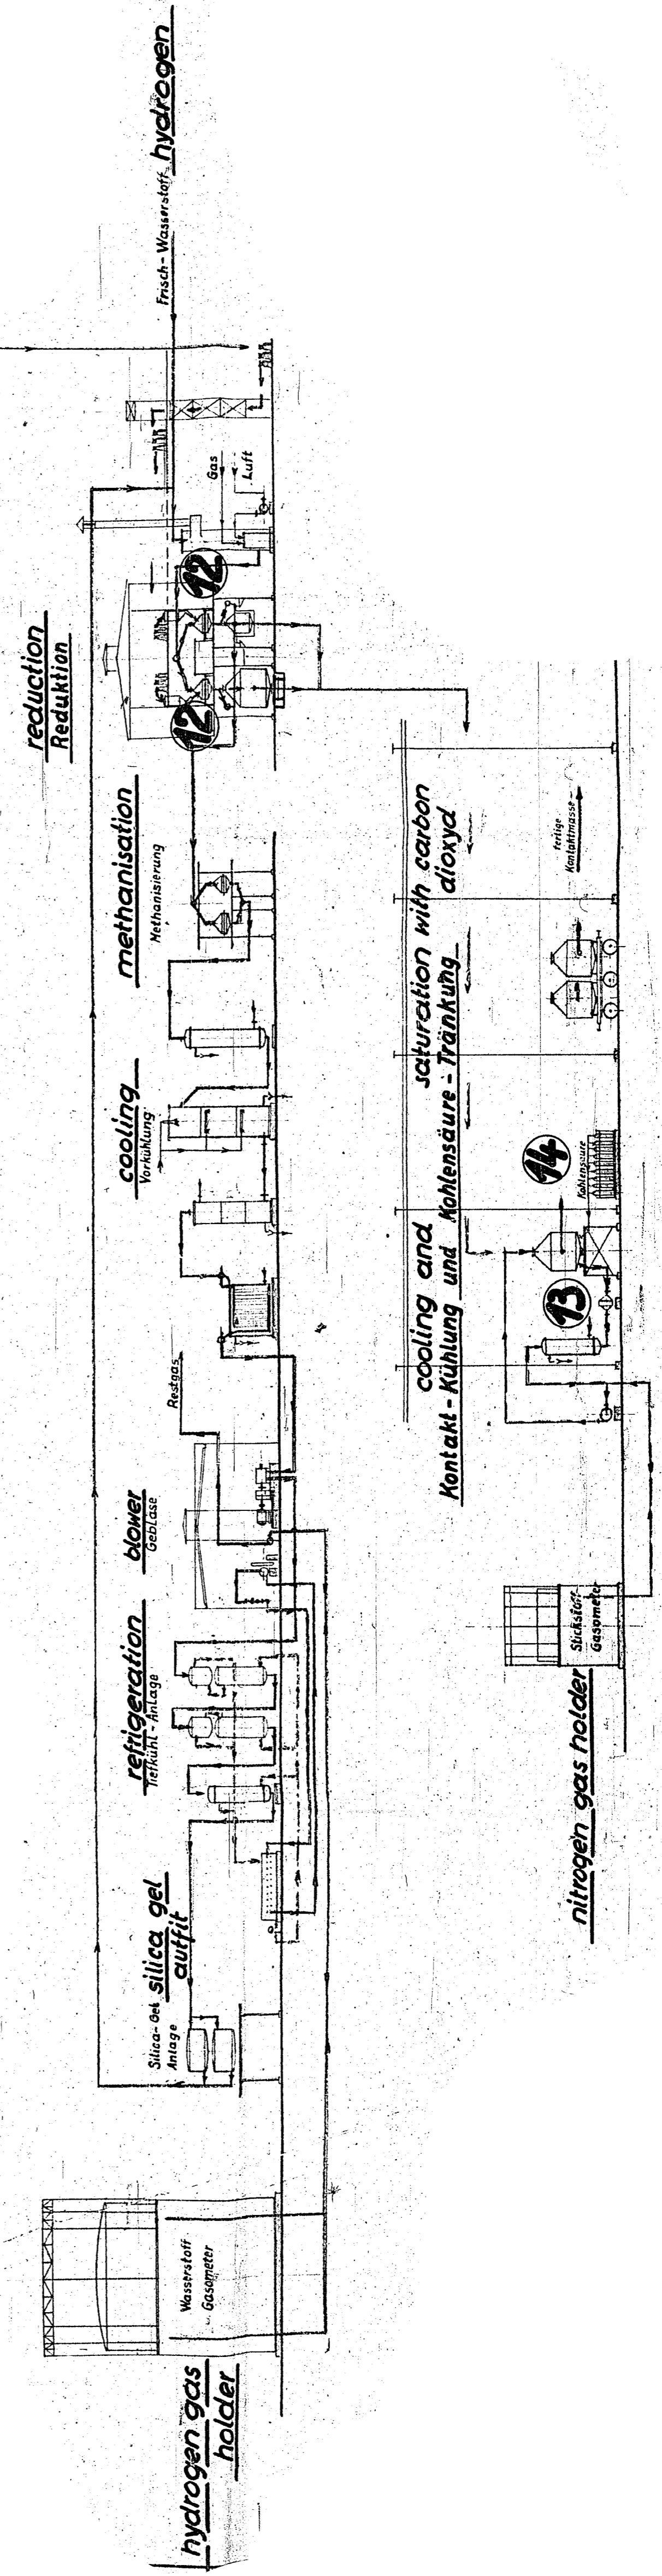 hydrogen gas
holder
Wasserstoff
Gasometer
Silica-Gel
Anlage
silica gel
autfit
refrigeration
Tiefkühl-Anlage
blower
Gebläse
Restgas
cooling
Vorkühlung
methanisation
Methanisierung
reduction
Reduktion
12
12
Gas
Luft
Frisch-Wasserstoff
hydrogen
nitrogen gas holder
Stickstoff
Gasometer
cooling and saturation with carbon
dioxyd
Kontakt-Kühlung und Kohlensäure-Tränkung
13
14
Kohlensäure
fertige
Kontaktmasse